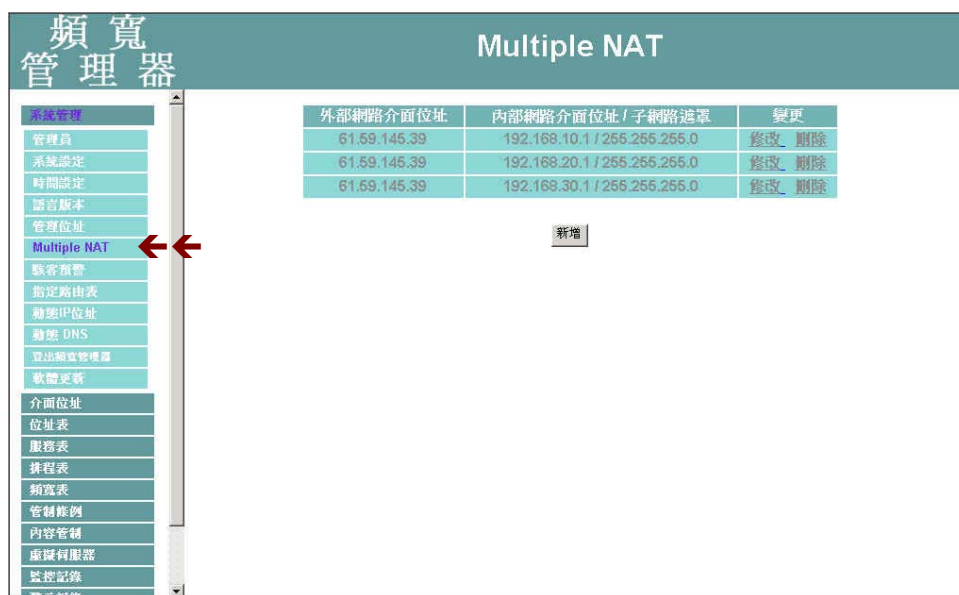 頻 寬
管 理 器
Multiple NAT
系統管理
管理員
系統設定
時間設定
語言版本
管理位址
Multiple NAT
駭客預警
指定路由表
動態IP位址
動態 DNS
登出頻寬管理器
軟體更新
介面位址
位址表
服務表
排程表
頻寬表
管制條例
內容管制
虛擬伺服器
監控記錄
外部網路介面位址 內部網路介面位址 / 子網路遮罩 變更
61.59.145.39 192.168.10.1 / 255.255.255.0 修改 刪除
61.59.145.39 192.168.20.1 / 255.255.255.0 修改 刪除
61.59.145.39 192.168.30.1 / 255.255.255.0 修改 刪除
新增